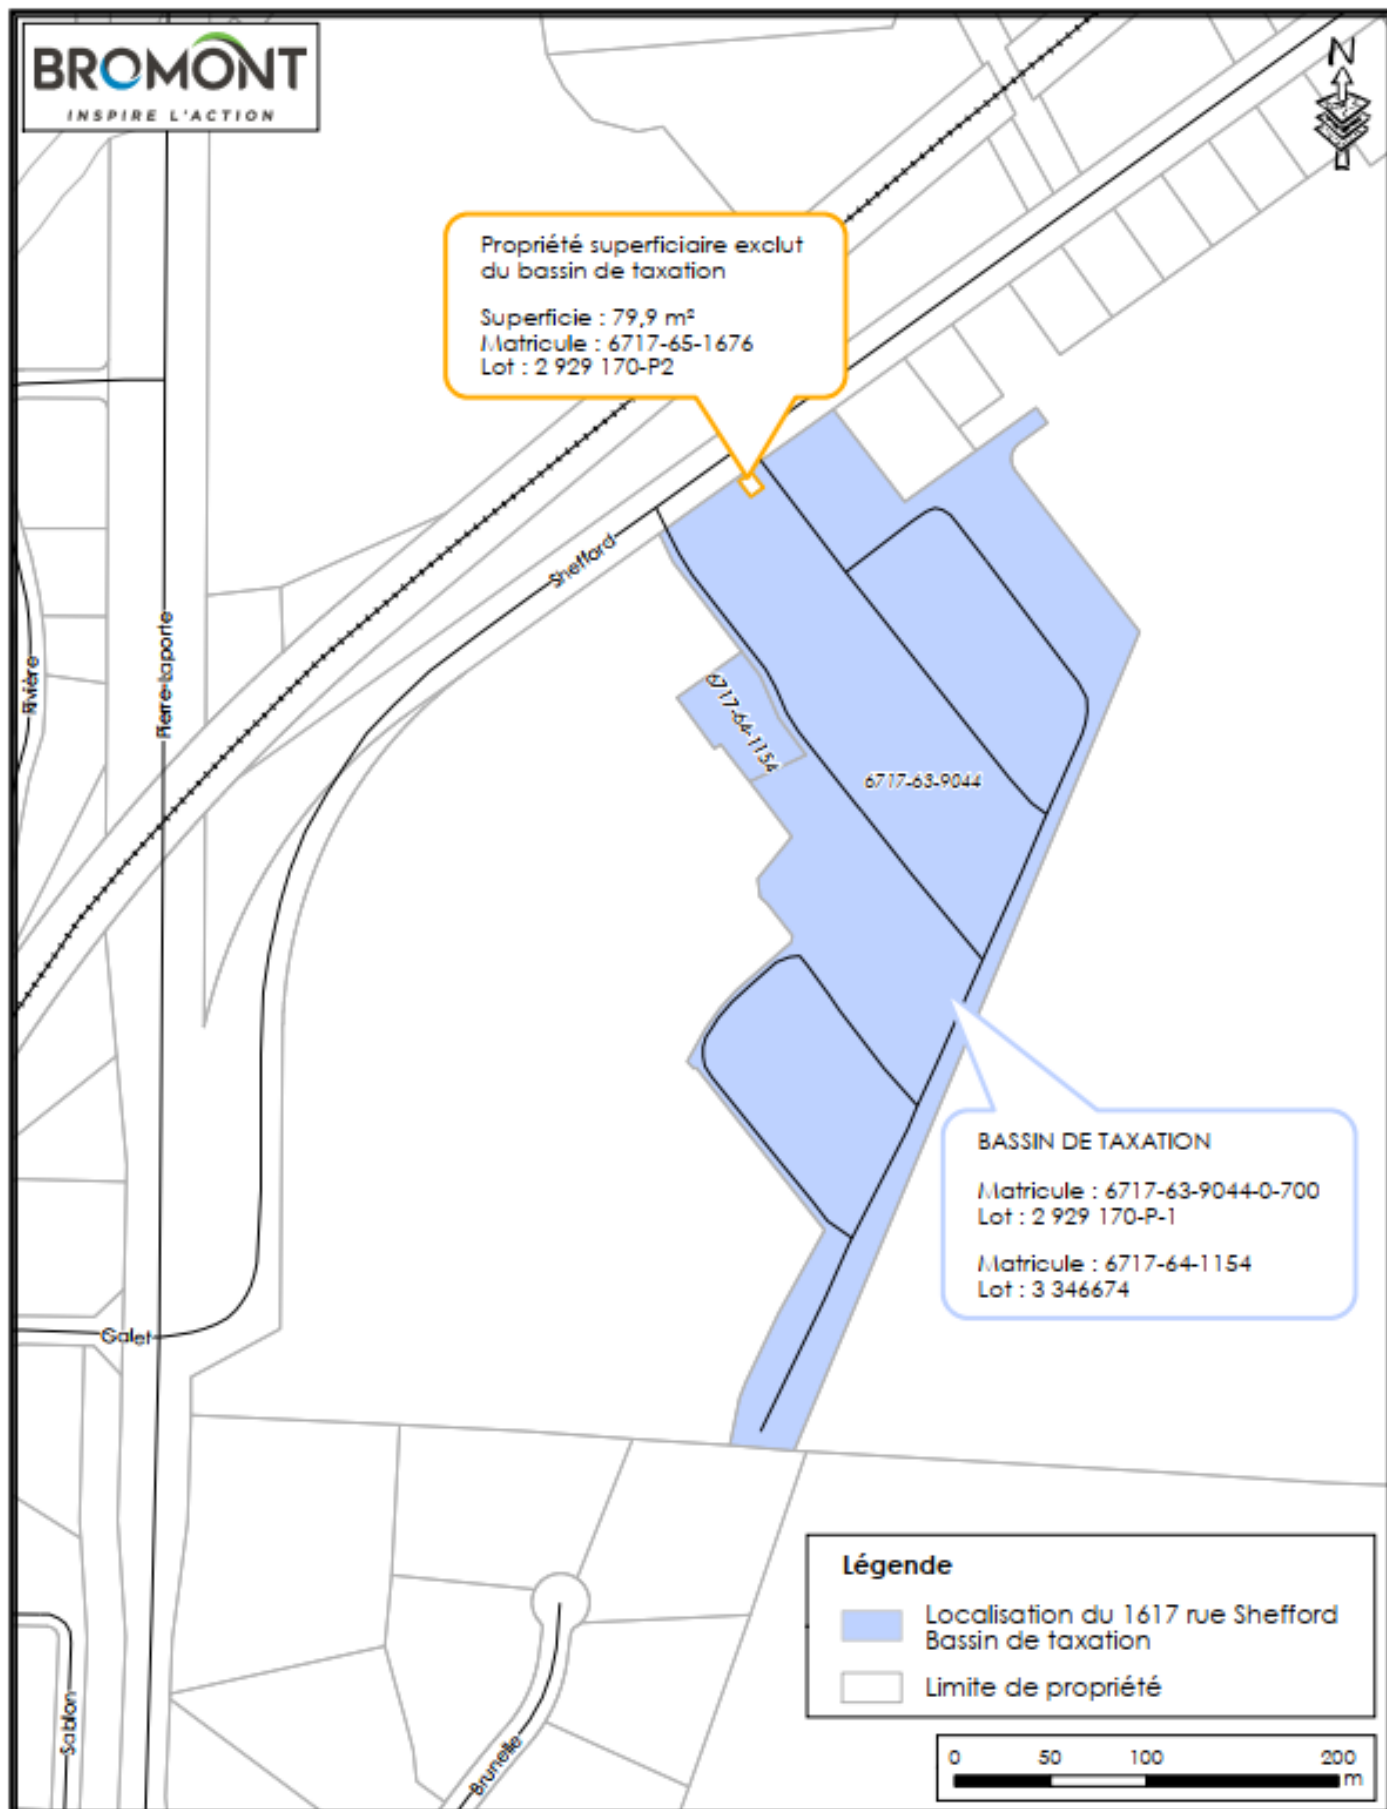 BROMONT
INSPIRE L'ACTION
N
Propriété superficiaire exclut
du bassin de taxation
Superficie : 79,9 m²
Matricule : 6717-65-1676
Lot : 2 929 170-P2
Shefford
Pierre-Laporte
Rivière
6717-64-1154
6717-63-9044
BASSIN DE TAXATION
Matricule : 6717-63-9044-0-700
Lot : 2 929 170-P-1
Matricule : 6717-64-1154
Lot : 3 346674
Galet
Sablon
Brunelle
Légende
Localisation du 1617 rue Shefford
Bassin de taxation
Limite de propriété
0 50 100 200
m